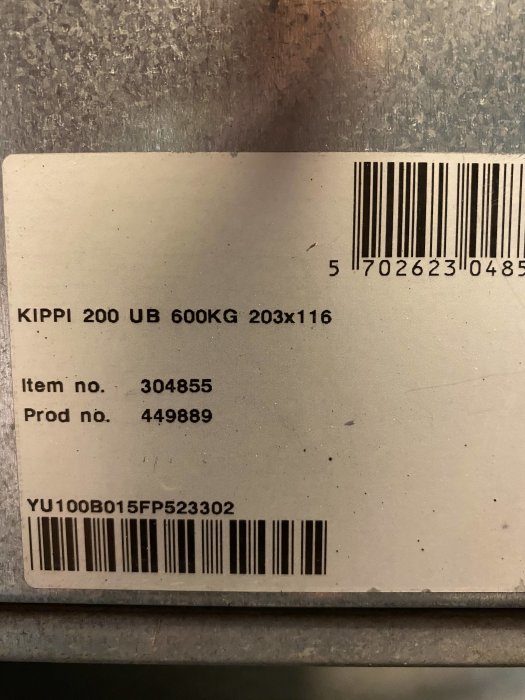 5 702623 0485
KIPPI 200 UB 600KG 203x116
Item no. 304855
Prod no. 449889
YU100B015FP523302